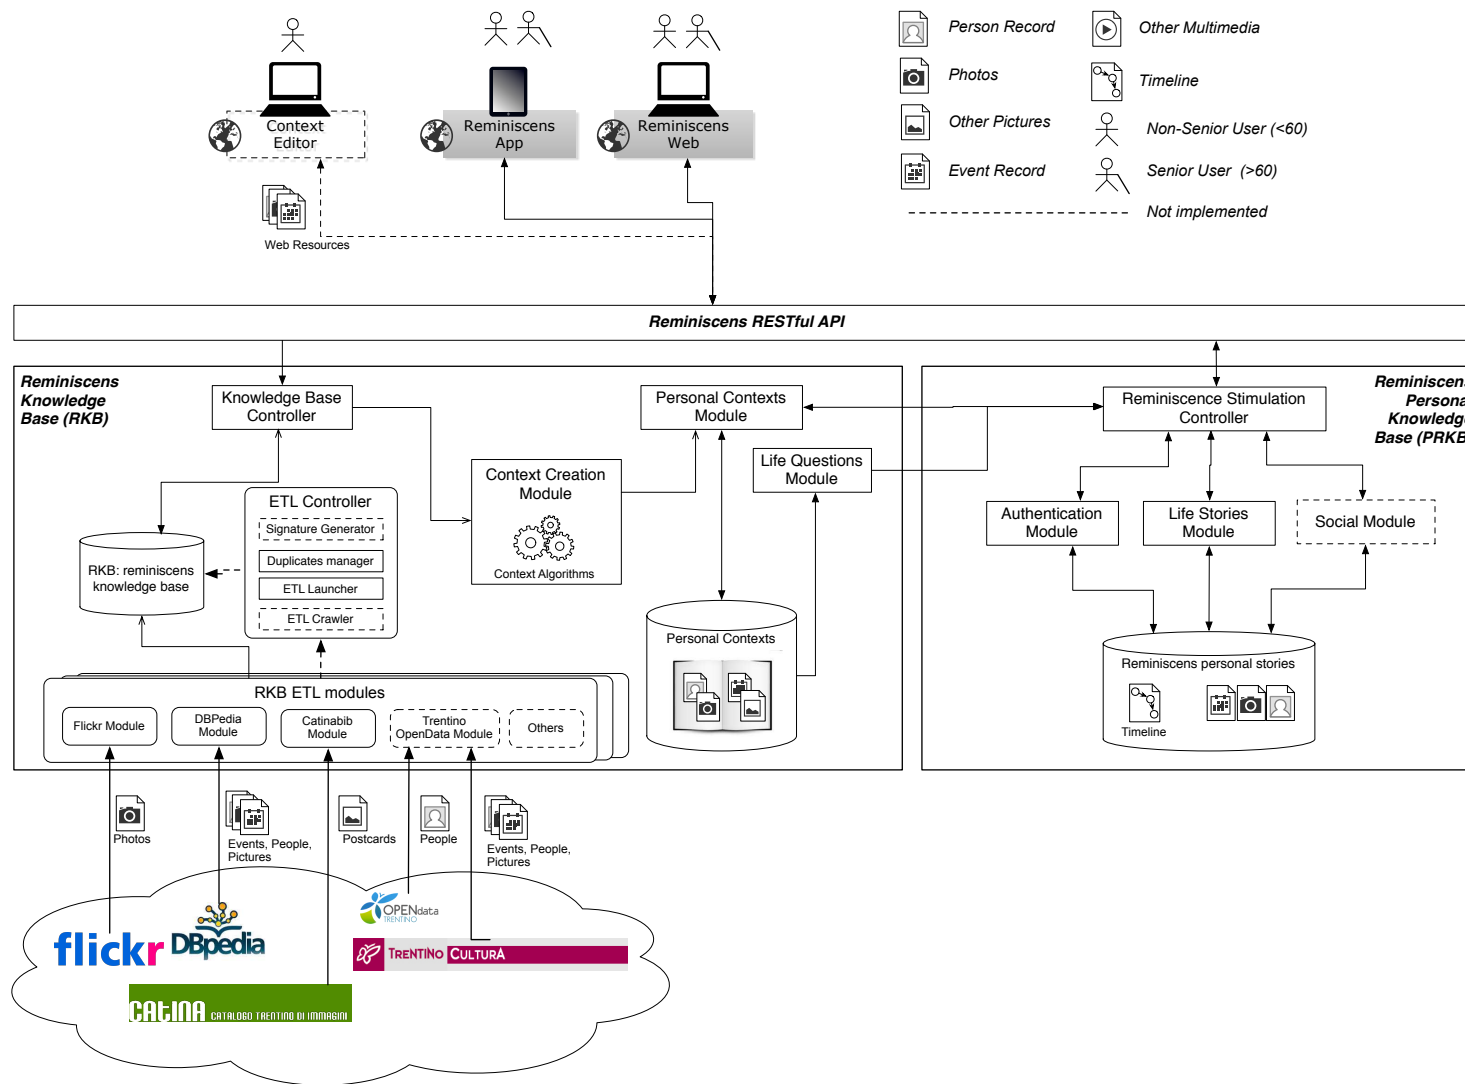 Person Record
Other Multimedia
Photos
Timeline
Other Pictures
Non-Senior User (<60)
Event Record
Senior User (>60)
Not implemented
Context
Editor
Reminiscens
App
Reminiscens
Web
Web Resources
Reminiscens RESTful API
Reminiscens
Knowledge
Base (RKB)
Knowledge Base
Controller
Personal Contexts
Module
Life Questions
Module
Context Creation
Module
Context Algorithms
ETL Controller
Signature Generator
Duplicates manager
ETL Launcher
ETL Crawler
RKB: reminiscens
knowledge base
Personal Contexts
RKB ETL modules
Flickr Module
DBPedia
Module
Catinabib
Module
Trentino
OpenData Module
Others
Reminiscens
Persona
Knowledge
Base (PRKB
Reminiscence Stimulation
Controller
Authentication
Module
Life Stories
Module
Social Module
Reminiscens personal stories
Timeline
Photos
Events, People,
Pictures
Postcards
People
Events, People,
Pictures
flickr
DBpedia
OPENdata
TRENTINO
TRENTINO CULTURA
CATINA CATALOGO TRENTINO DI IMMAGINI